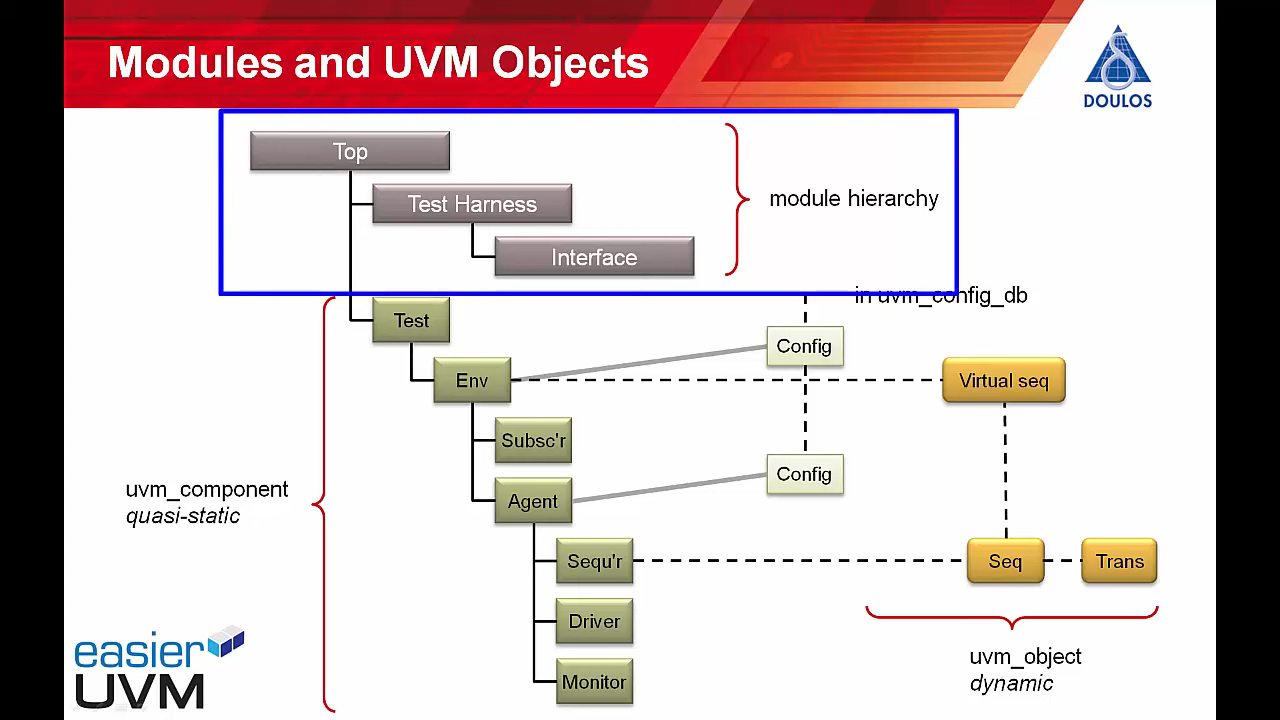 Modules and UVM Objects
DOULOS
Top
Test Harness
module hierarchy
Interface
in uvm_config_db
Test
Config
Env
Virtual seq
Subsc'r
Config
uvm_component
quasi-static
Agent
Sequ'r
Seq
Trans
Driver
easier
UVM
uvm_object
dynamic
Monitor